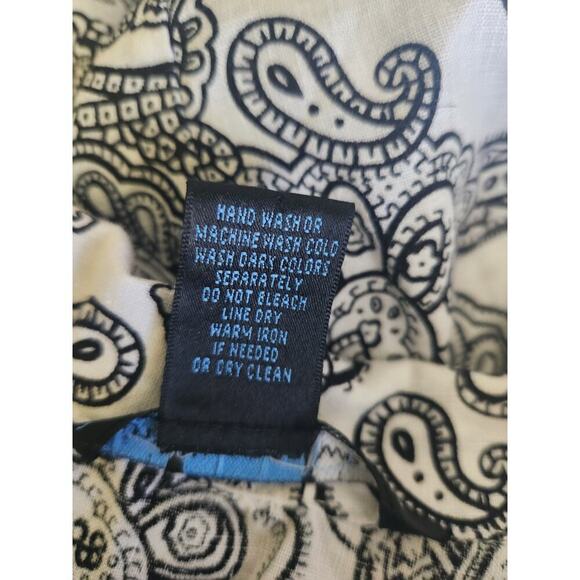 HAND WASH OR
MACHINE WASH COLD
WASH DARK COLORS
SEPARATELY
DO NOT BLEACH
LINE DRY
WARM IRON
IF NEEDED
OR DRY CLEAN